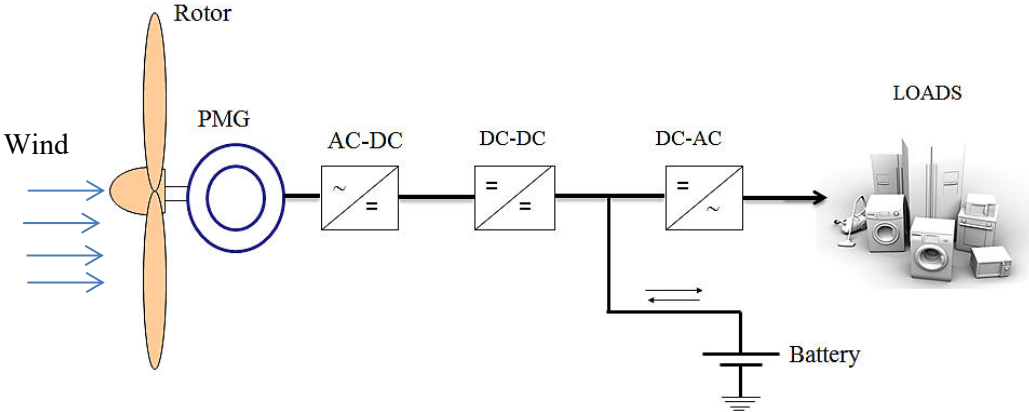 Rotor
PMG
Wind
AC-DC
DC-DC
DC-AC
LOADS
~
=
=
=
=
~
Battery